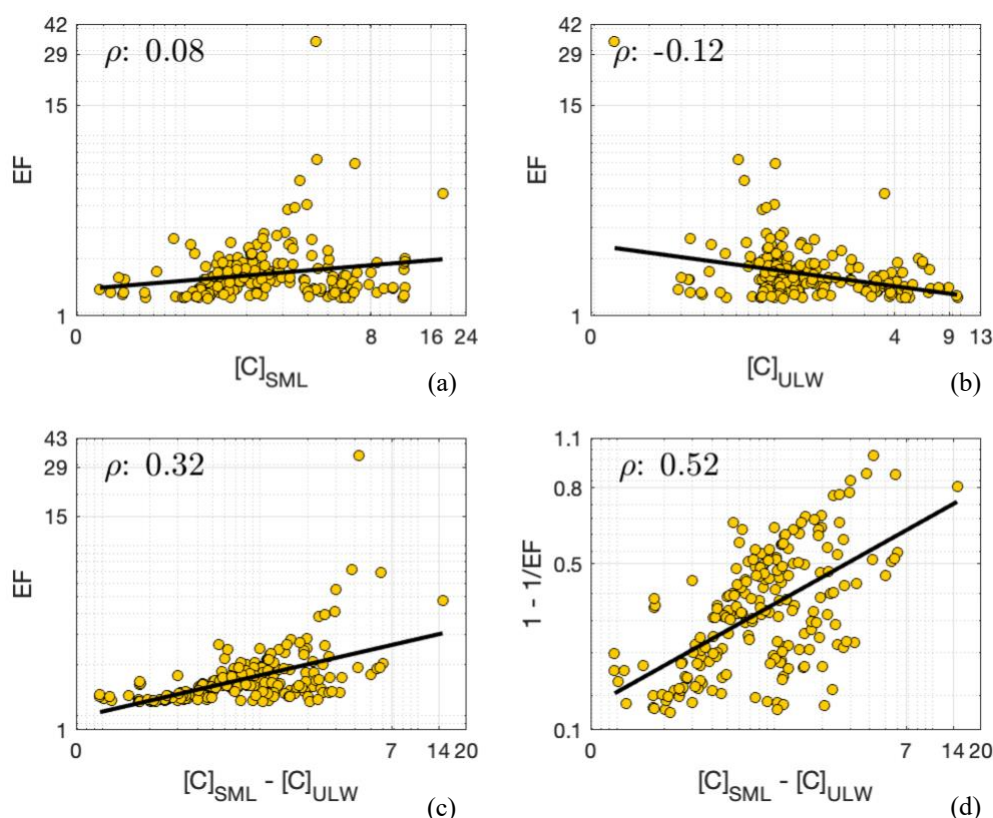 42
29
15
1
EF
ρ: 0.08
0
8
16
24
[C]SML
(a)
42
29
15
1
EF
ρ: -0.12
0
4
9
13
[C]ULW
(b)
43
29
15
1
EF
ρ: 0.32
0
7
14
20
[C]SML - [C]ULW
(c)
1.1
0.8
0.5
0.1
1 - 1/EF
ρ: 0.52
0
7
14
20
[C]SML - [C]ULW
(d)